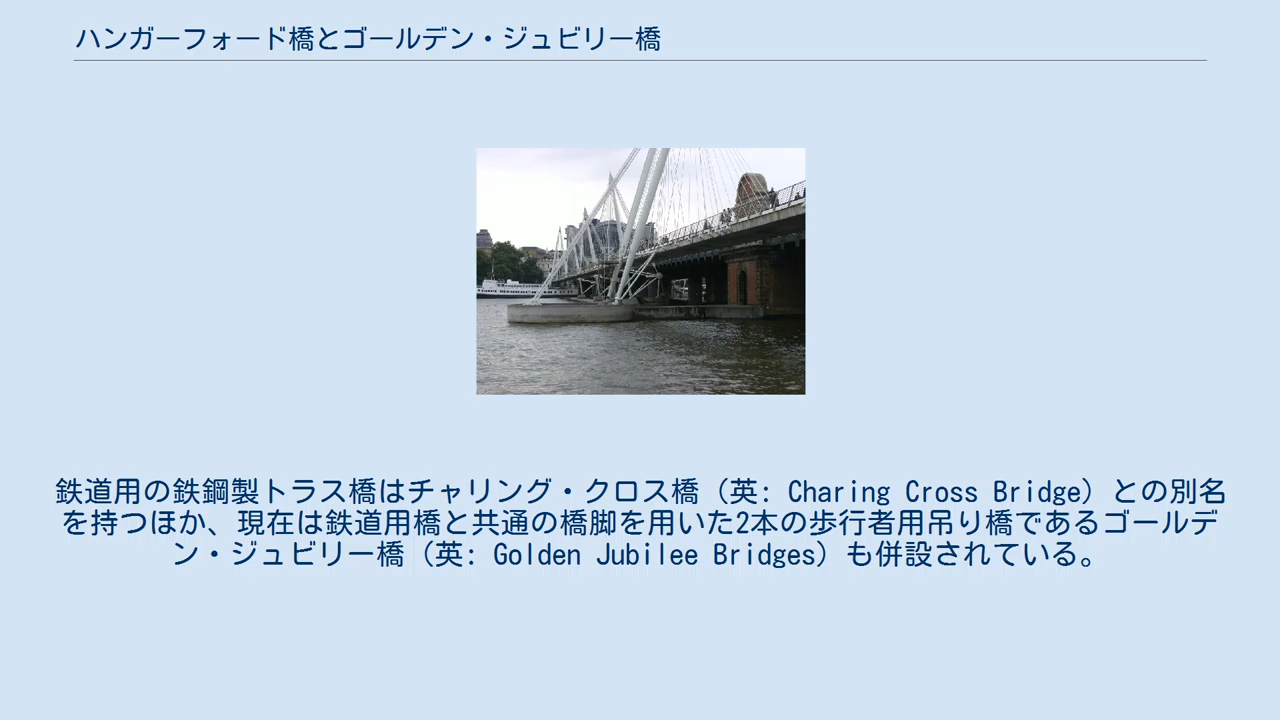 ハンガーフォード橋とゴールデン・ジュビリー橋
鉄道用の鉄鋼製トラス橋はチャリング・クロス橋（英: Charing Cross Bridge）との別名
を持つほか、現在は鉄道用橋と共通の橋脚を用いた2本の歩行者用吊り橋であるゴールデ
ン・ジュビリー橋（英: Golden Jubilee Bridges）も併設されている。